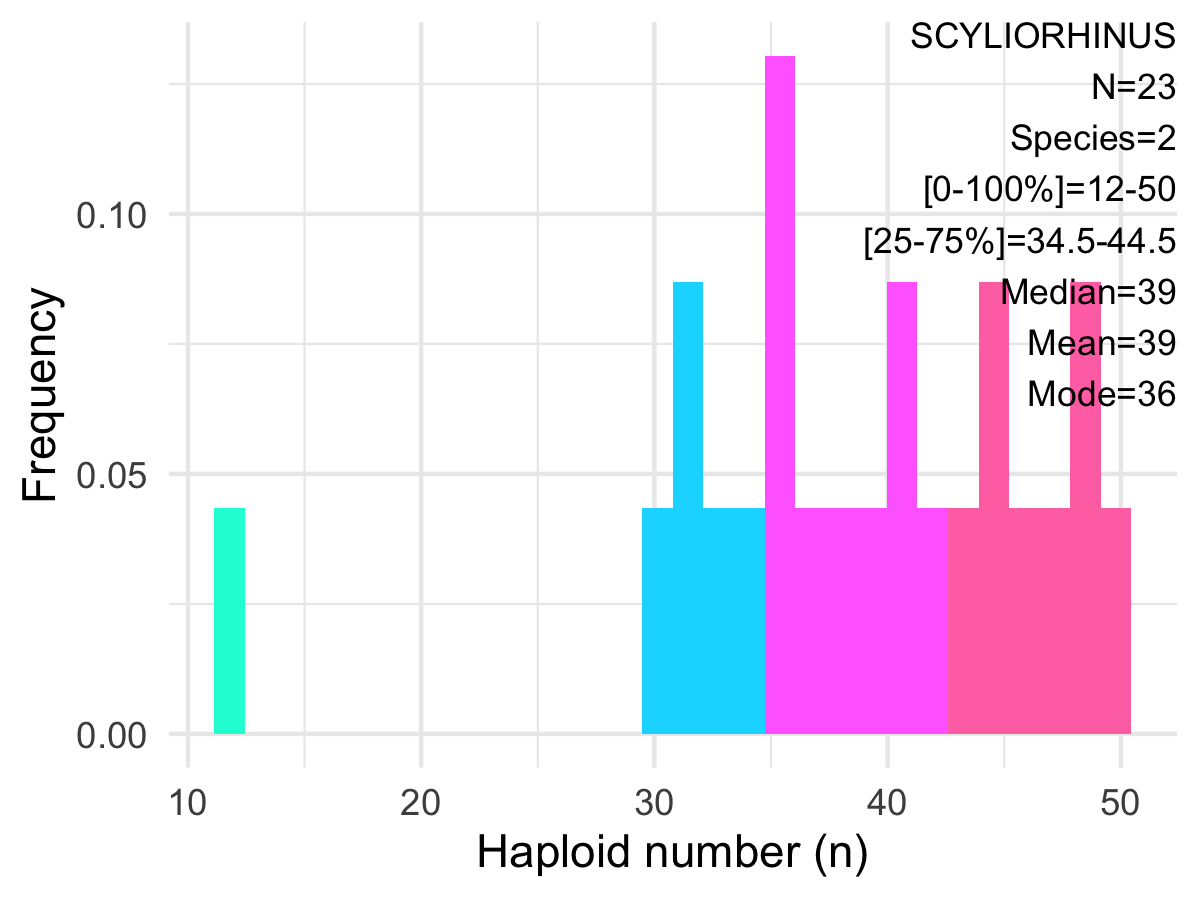 SCYLIORHINUS
N=23
Species=2
[0-100%]=12-50
[25-75%]=34.5-44.5
Median=39
Mean=39
Mode=36
Frequency
0.10
0.05
0.00
10 20 30 40 50
Haploid number (n)